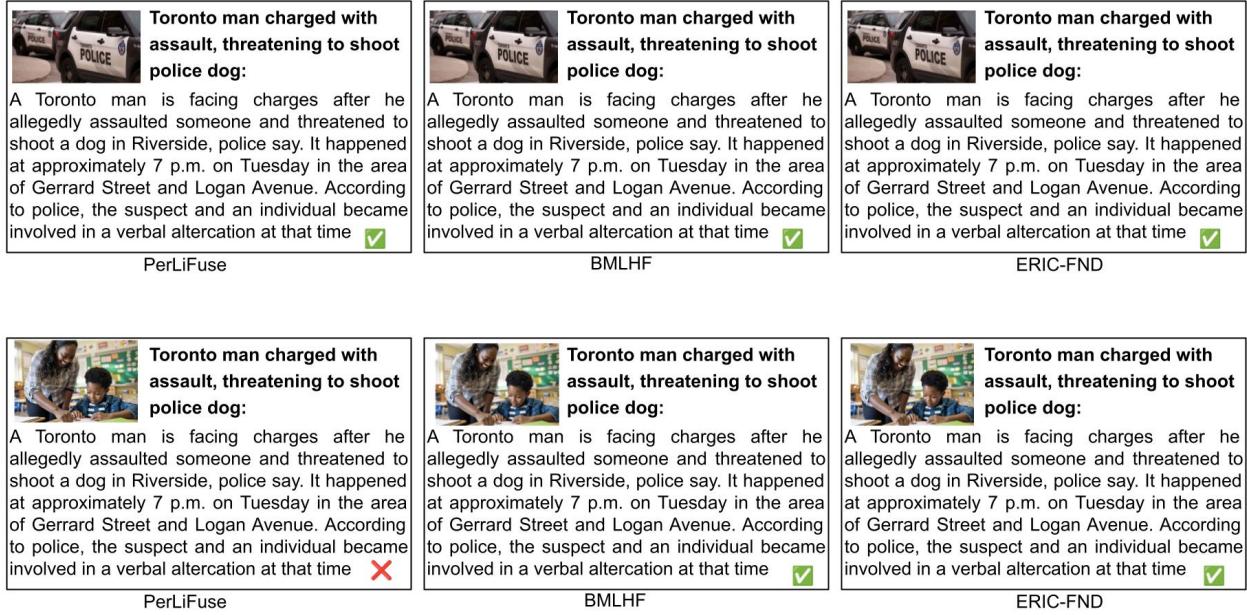 POLICE
POLICE
Toronto man charged with
assault, threatening to shoot
police dog:
A Toronto man is facing charges after he
allegedly assaulted someone and threatened to
shoot a dog in Riverside, police say. It happened
at approximately 7 p.m. on Tuesday in the area
of Gerrard Street and Logan Avenue. According
to police, the suspect and an individual became
involved in a verbal altercation at that time
PerLiFuse
POLICE
POLICE
Toronto man charged with
assault, threatening to shoot
police dog:
A Toronto man is facing charges after he
allegedly assaulted someone and threatened to
shoot a dog in Riverside, police say. It happened
at approximately 7 p.m. on Tuesday in the area
of Gerrard Street and Logan Avenue. According
to police, the suspect and an individual became
involved in a verbal altercation at that time
BMLHF
POLICE
POLICE
Toronto man charged with
assault, threatening to shoot
police dog:
A Toronto man is facing charges after he
allegedly assaulted someone and threatened to
shoot a dog in Riverside, police say. It happened
at approximately 7 p.m. on Tuesday in the area
of Gerrard Street and Logan Avenue. According
to police, the suspect and an individual became
involved in a verbal altercation at that time
ERIC-FND
Toronto man charged with
assault, threatening to shoot
police dog:
A Toronto man is facing charges after he
allegedly assaulted someone and threatened to
shoot a dog in Riverside, police say. It happened
at approximately 7 p.m. on Tuesday in the area
of Gerrard Street and Logan Avenue. According
to police, the suspect and an individual became
involved in a verbal altercation at that time
PerLiFuse
Toronto man charged with
assault, threatening to shoot
police dog:
A Toronto man is facing charges after he
allegedly assaulted someone and threatened to
shoot a dog in Riverside, police say. It happened
at approximately 7 p.m. on Tuesday in the area
of Gerrard Street and Logan Avenue. According
to police, the suspect and an individual became
involved in a verbal altercation at that time
BMLHF
Toronto man charged with
assault, threatening to shoot
police dog:
A Toronto man is facing charges after he
allegedly assaulted someone and threatened to
shoot a dog in Riverside, police say. It happened
at approximately 7 p.m. on Tuesday in the area
of Gerrard Street and Logan Avenue. According
to police, the suspect and an individual became
involved in a verbal altercation at that time
ERIC-FND